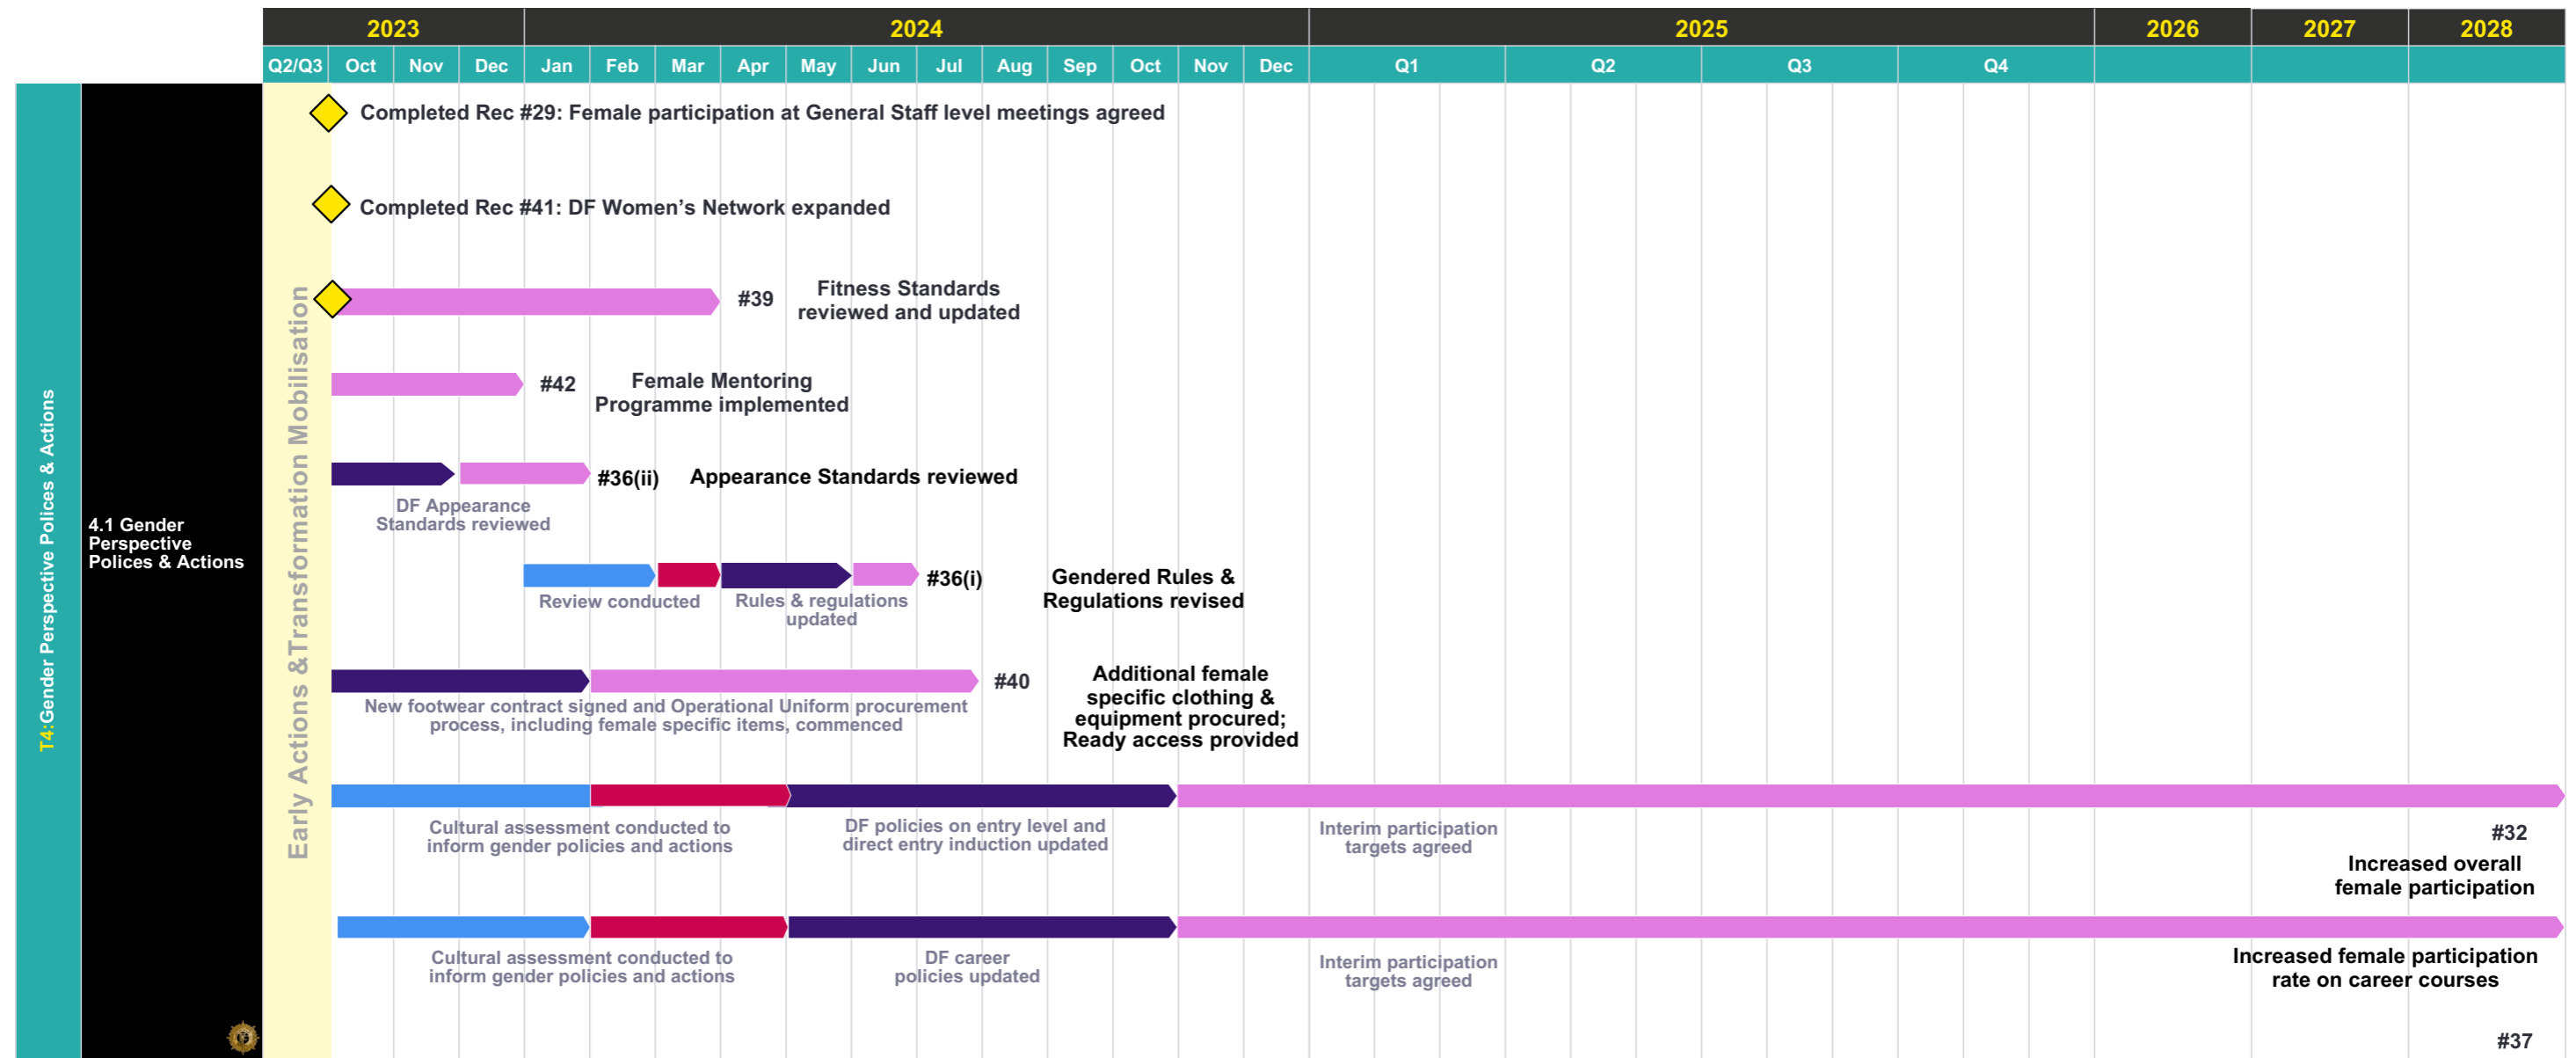 2023 2024 2025 2026 2027 2028
Q2/Q3 Oct Nov Dec Jan Feb Mar Apr May Jun Jul Aug Sep Oct Nov Dec Q1 Q2 Q3 Q4
T4:Gender Perspective Polices & Actions
4.1 Gender
Perspective
Polices & Actions
Early Actions &Transformation Mobilisation
Completed Rec #29: Female participation at General Staff level meetings agreed
Completed Rec #41: DF Women’s Network expanded
#39
Fitness Standards
reviewed and updated
#42
Female Mentoring
Programme implemented
#36(ii)
Appearance Standards reviewed
DF Appearance
Standards reviewed
#36(i)
Gendered Rules &
Regulations revised
Review conducted
Rules & regulations
updated
#40
Additional female
specific clothing &
equipment procured;
Ready access provided
New footwear contract signed and Operational Uniform procurement
process, including female specific items, commenced
Cultural assessment conducted to
inform gender policies and actions
DF policies on entry level and
direct entry induction updated
Interim participation
targets agreed
#32
Increased overall
female participation
Cultural assessment conducted to
inform gender policies and actions
DF career
policies updated
Interim participation
targets agreed
Increased female participation
rate on career courses
#37